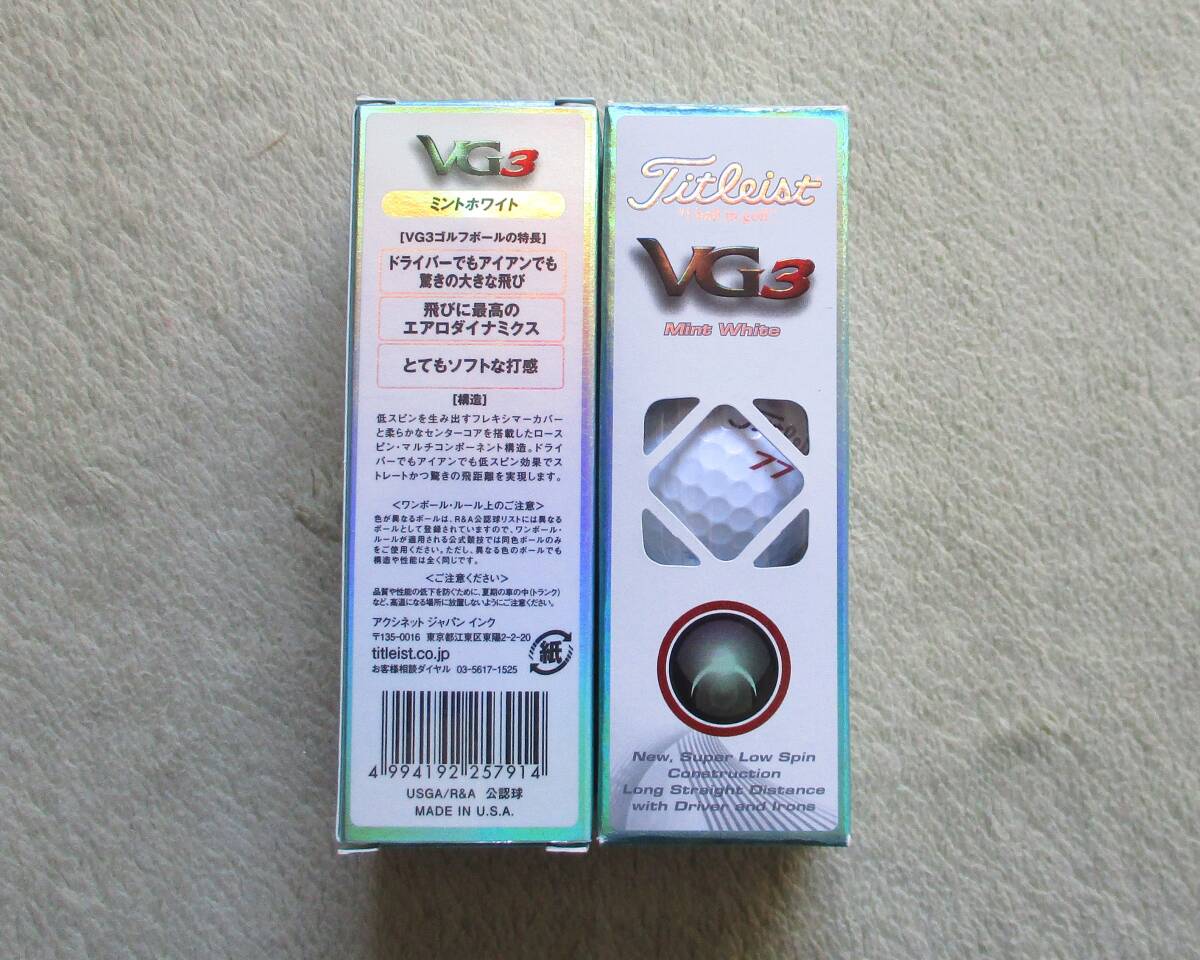 VG3
ミントホワイト
[VG3ゴルフボールの特長]
ドライバーでもアイアンでも
驚きの大きな飛び
飛びに最高の
エアロダイナミクス
とてもソフトな打感
[構造]
低スピンを生み出すフレキシマーカバー
と柔らかなセンターコアを搭載したロース
ピン・マルチコンポーネント構造。ドライ
バーでもアイアンでも低スピン効果でス
トレートかつ驚きの飛距離を実現します。
<ワンボール・ルール上のご注意>
色が異なるボールは、R&A公認球リストには異なる
ボールとして登録されていますので、ワンボール・
ルールが適用される公式競技では同色ボールのみ
をご使用ください。ただし、異なる色のボールでも
構造や性能は全く同じです。
<ご注意ください>
品質や性能の低下を防ぐために、夏期の車の中(トランク)
など、高温になる場所に放置しないようにご注意ください。
アクシネット ジャパン インク
〒135-0016 東京都江東区東陽2-2-20
titleist.co.jp
お客様相談ダイヤル 03-5617-1525
紙
4 994192 257914
USGA/R&A 公認球
MADE IN U.S.A.
Titleist
VG3
Mint White
77
New, Super Low Spin
Construction
Long Straight Distance
with Driver and Irons